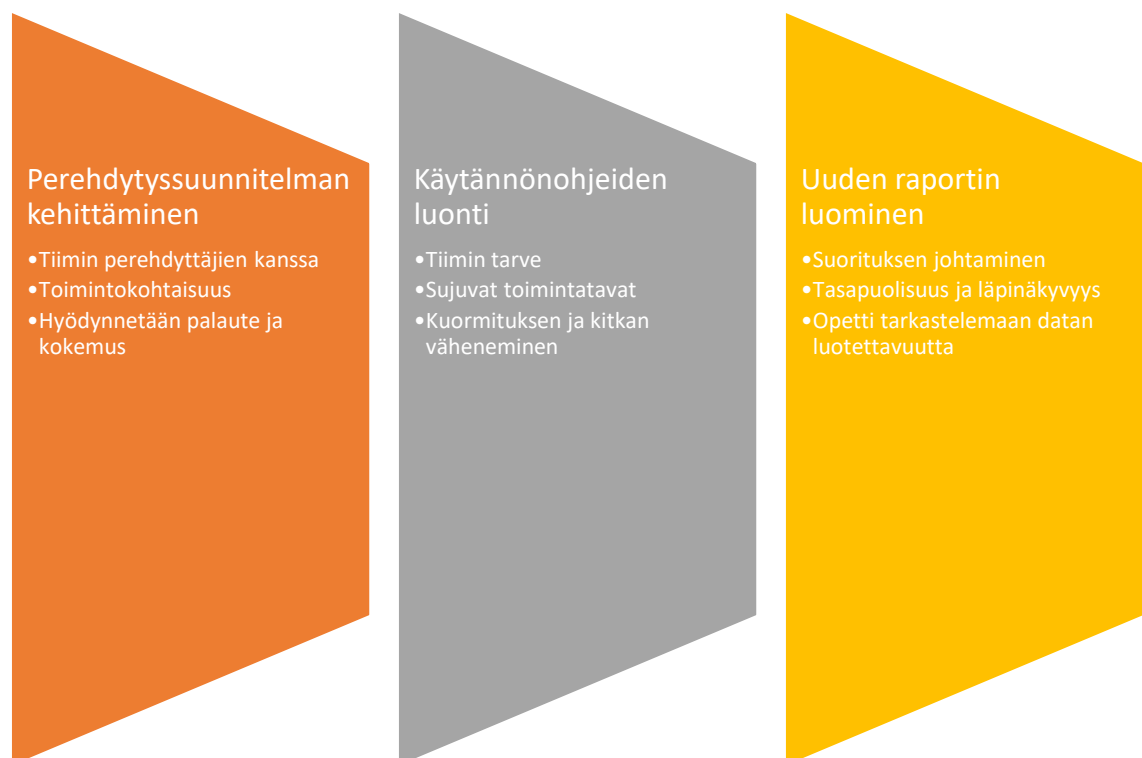 Perehdytyssuunnitelman
kehittäminen
•Tiimin perehdyttäjien kanssa
•Toimintokohtaisuus
•Hyödynnetään palaute ja
kokemus
Käytännönohjeiden
luonti
•Tiimin tarve
•Sujuvat toimintatavat
•Kuormituksen ja kitkan
väheneminen
Uuden raportin
luominen
•Suorituksen johtaminen
•Tasapuolisuus ja läpinäkyvyys
•Opetti tarkastelemaan datan
luotettavuutta